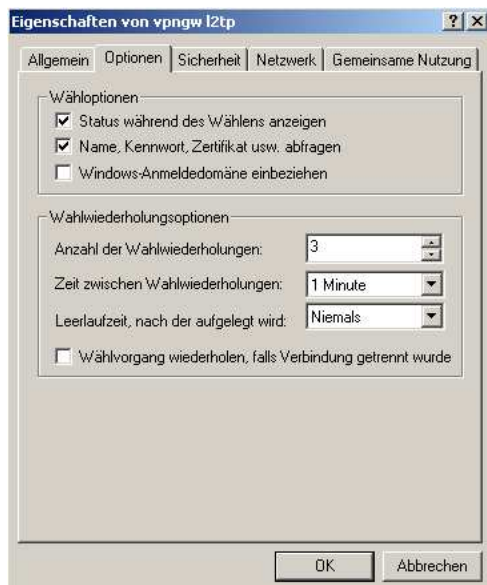 Eigenschaften von vpngw l2tp
Allgemein Optionen Sicherheit Netzwerk Gemeinsame Nutzung
Wähloptionen
Status während des Wählens anzeigen
Name, Kennwort, Zertifikat usw. abfragen
Windows-Anmeldedomäne einbeziehen
Wahlwiederholungsoptionen
Anzahl der Wahlwiederholungen: 3
Zeit zwischen Wahlwiederholungen: 1 Minute
Leerlaufzeit, nach der aufgelegt wird: Niemals
Wählvorgang wiederholen, falls Verbindung getrennt wurde
OK Abbrechen